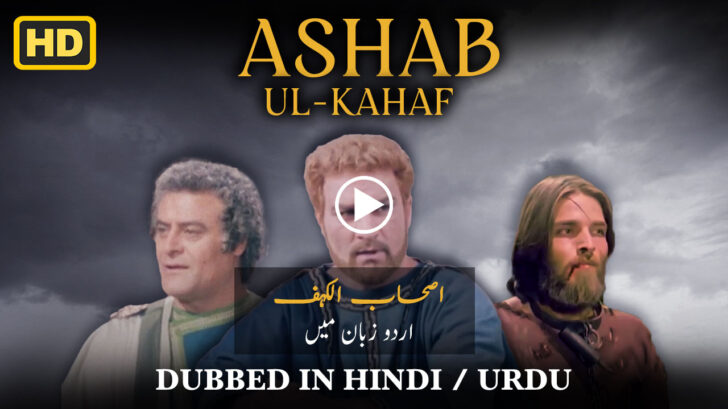 HD
ASHAB
UL-KAHAF
اصحاب الکہف
اردو زبان میں
DUBBED IN HINDI / URDU